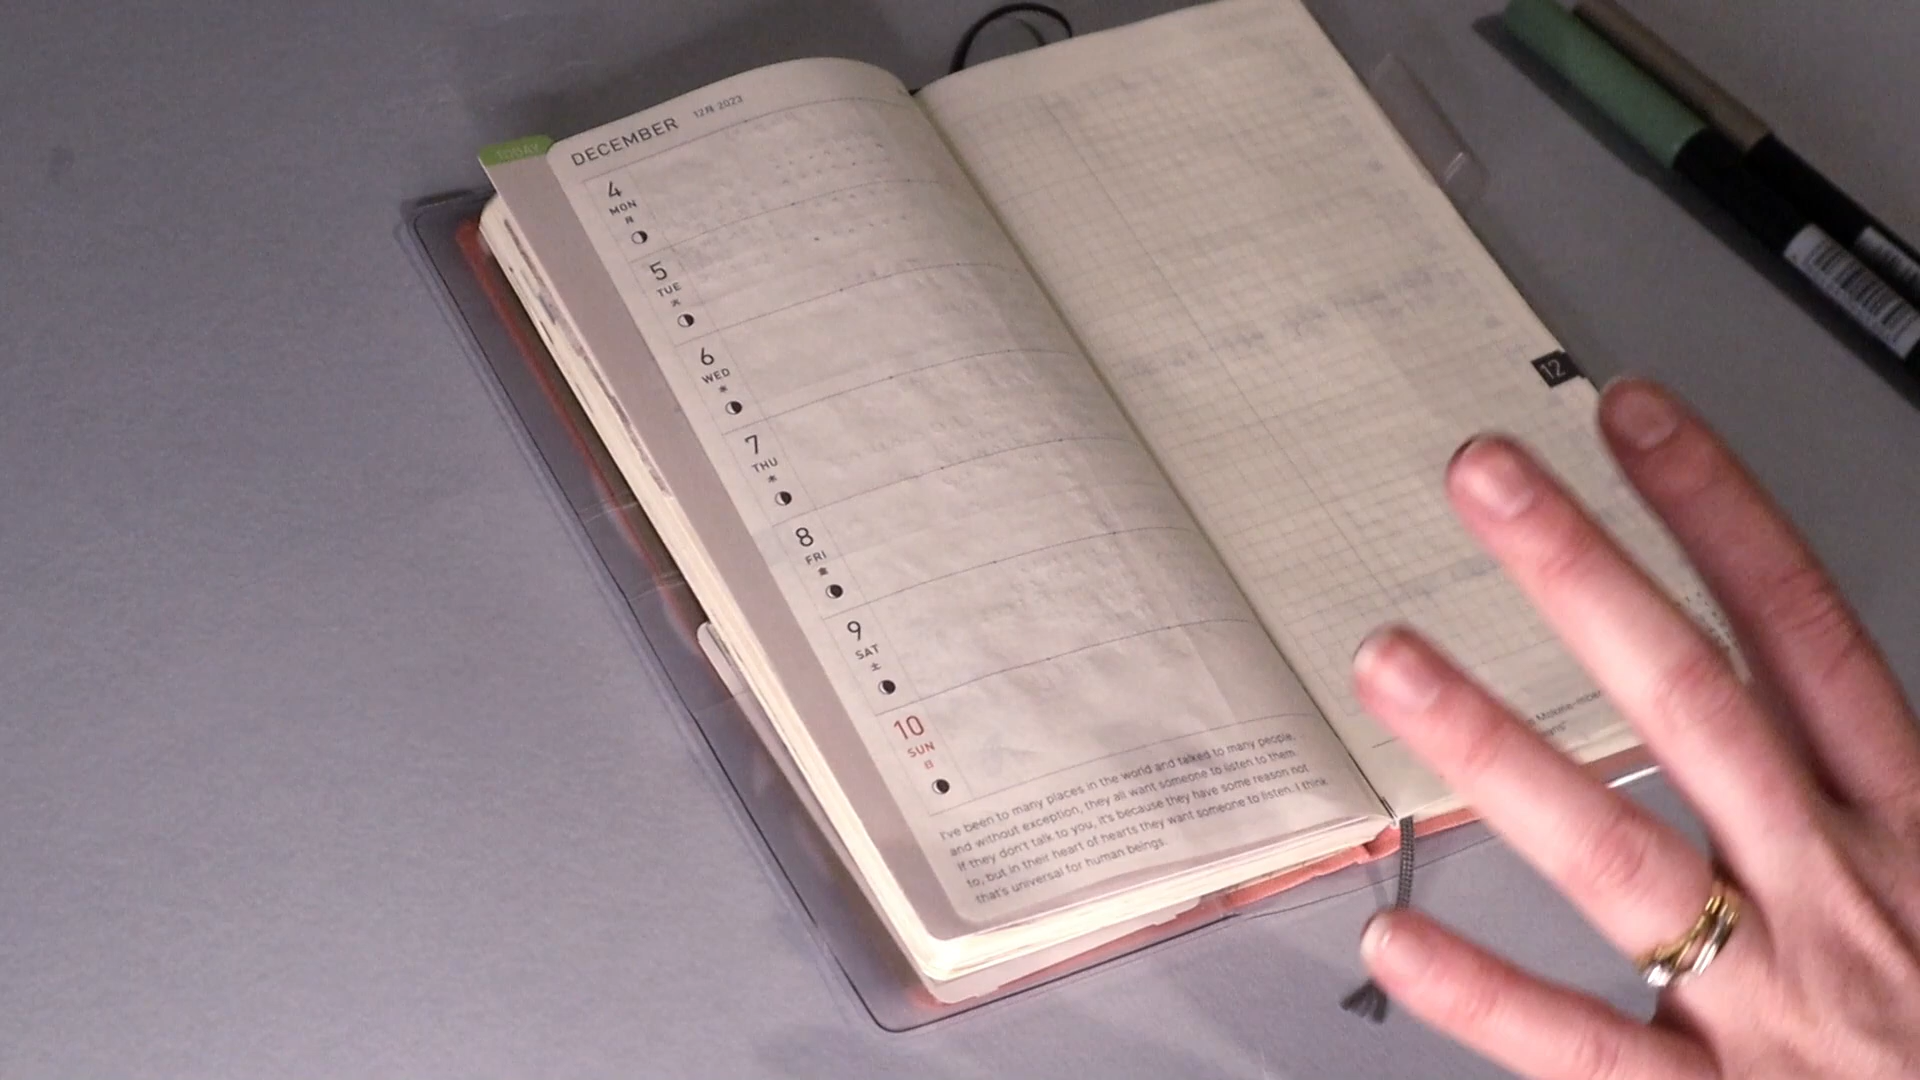 TODAY
DECEMBER 12月 2023
4
MON
月
5
TUE
火
6
WED
水
7
THU
木
8
FRI
金
9
SAT
土
10
SUN
日
I've been to many places in the world and talked to many people,
and without exception, they all want someone to listen to them.
If they don't talk to you, it's because they have some reason not
to, but in their heart of hearts they want someone to listen. I think
that's universal for human beings.
12